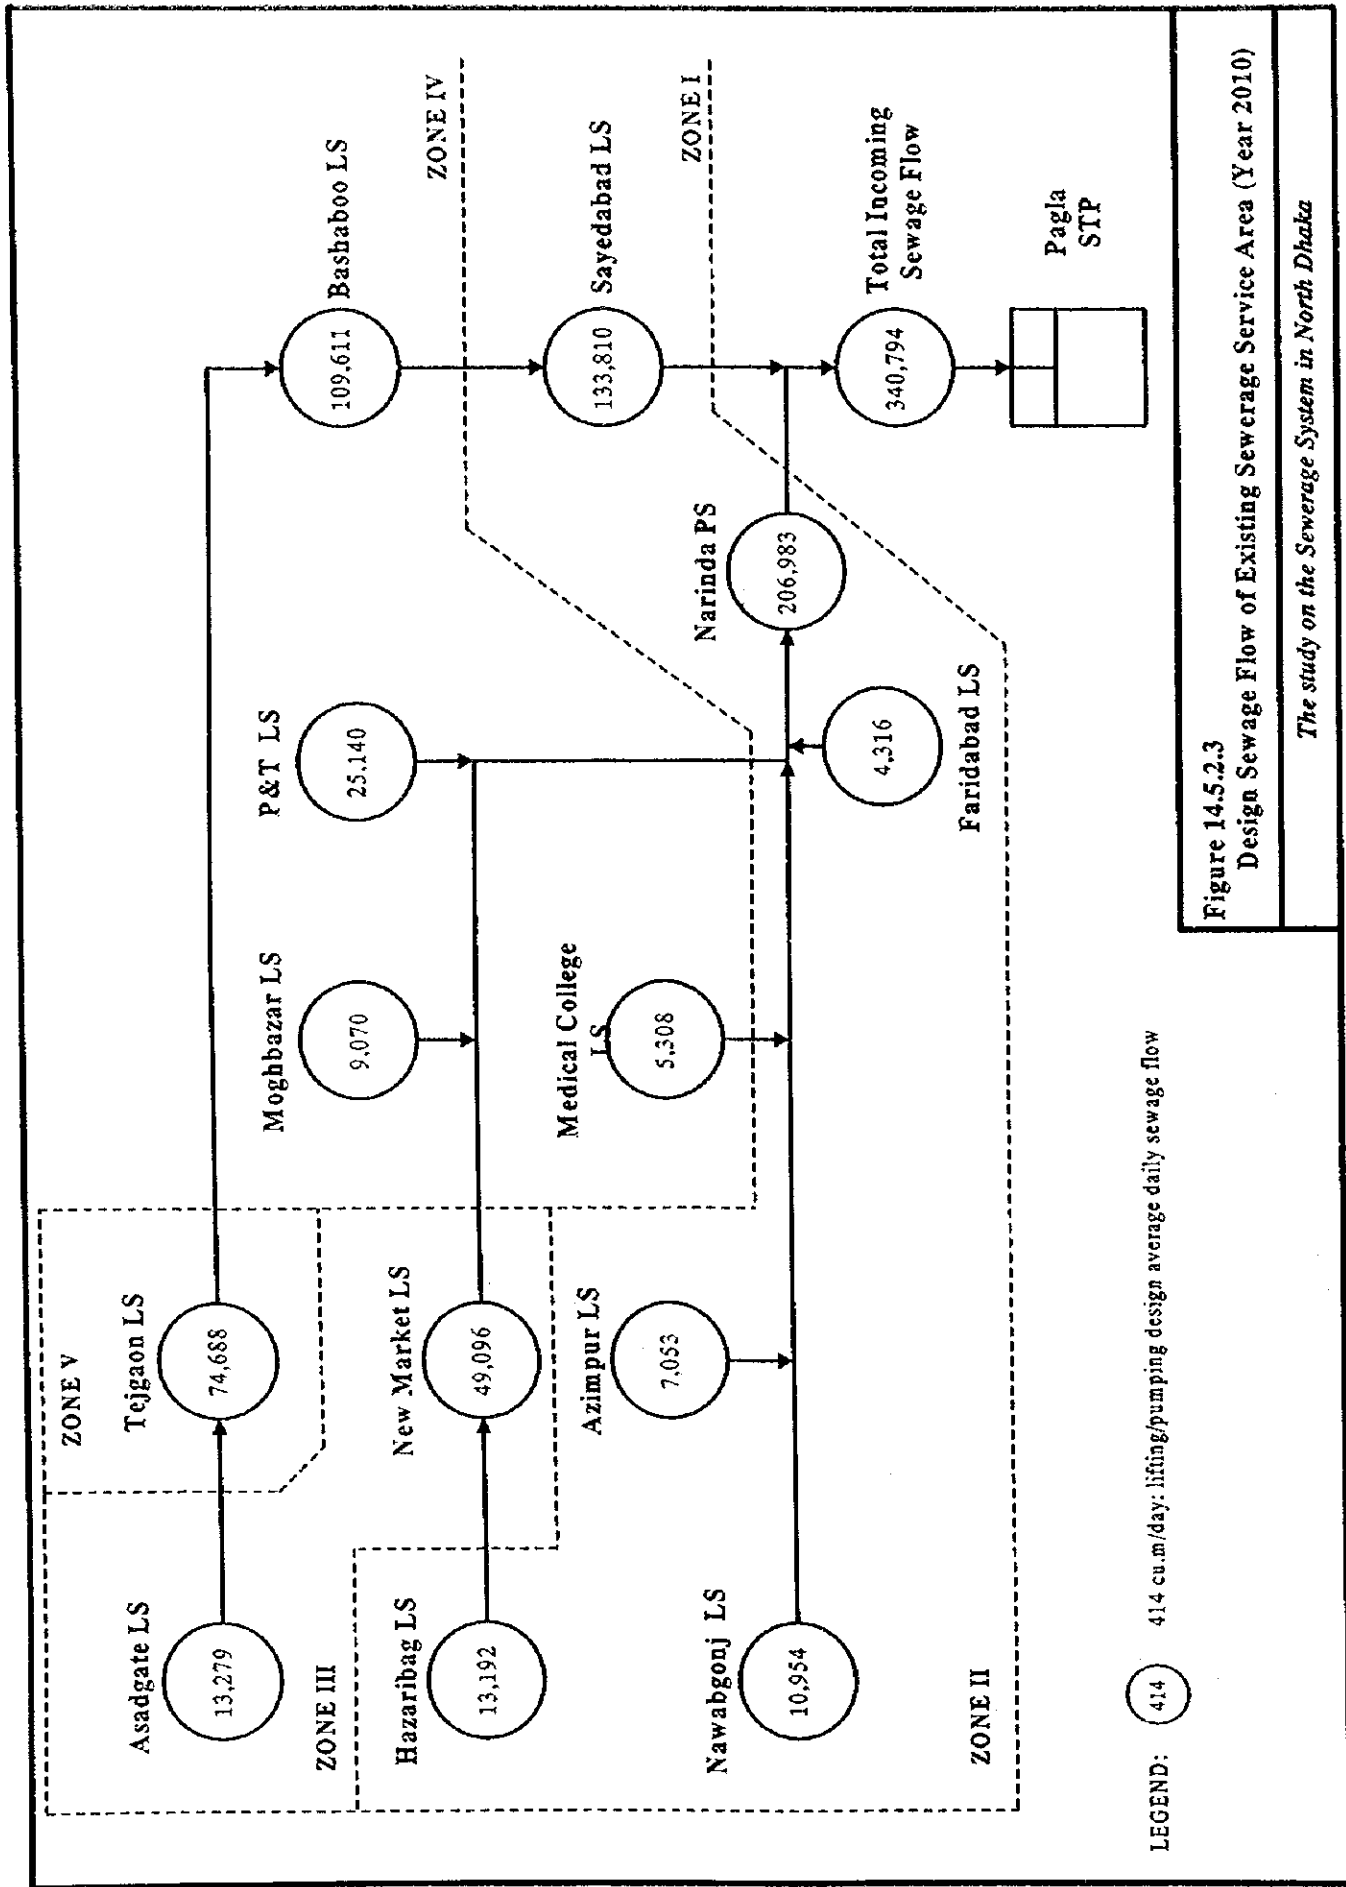 ZONE V
Asadgate LS
13,279
Tejgaon LS
74,688
Bashaboo LS
109,611
ZONE III
Moghbazar LS
9,070
P&T LS
25.140
ZONE IV
Hazaribag LS
13,192
New Market LS
49,096
Sayedabad LS
133,810
Azimpur LS
7,053
Medical College
LS
5,308
Narinda PS
206,983
ZONE I
Nawabgonj LS
10,954
Faridabad LS
4,316
Total Incoming
Sewage Flow
340,794
ZONE II
Pagla
STP
LEGEND:
414
414 cu.m/day: lifting/pumping design average daily sewage flow
Figure 14.5.2.3
Design Sewage Flow of Existing Sewerage Service Area (Year 2010)
The study on the Sewerage System in North Dhaka